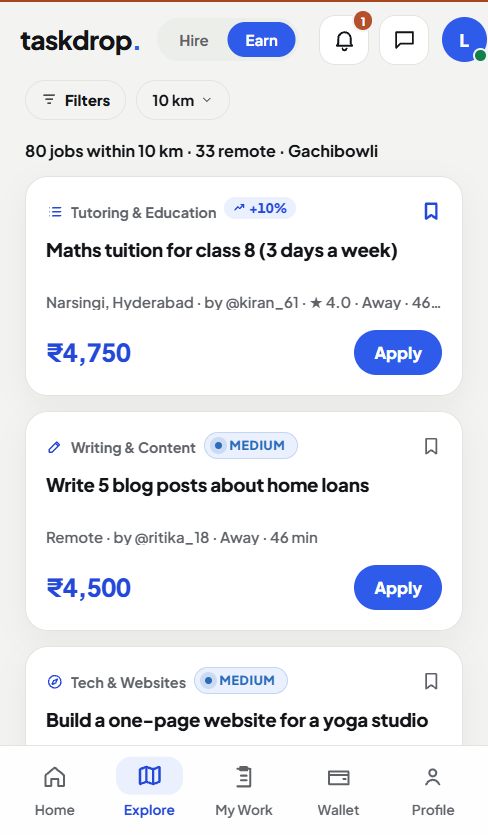 taskdrop.
Hire
Earn
1
L
Filters
10 km
80 jobs within 10 km · 33 remote · Gachibowli
Tutoring & Education
+10%
Maths tuition for class 8 (3 days a week)
Narsingi, Hyderabad · by @kiran_61 · ★ 4.0 · Away · 46…
₹4,750
Apply
Writing & Content
MEDIUM
Write 5 blog posts about home loans
Remote · by @ritika_18 · Away · 46 min
₹4,500
Apply
Tech & Websites
MEDIUM
Build a one-page website for a yoga studio
Home
Explore
My Work
Wallet
Profile